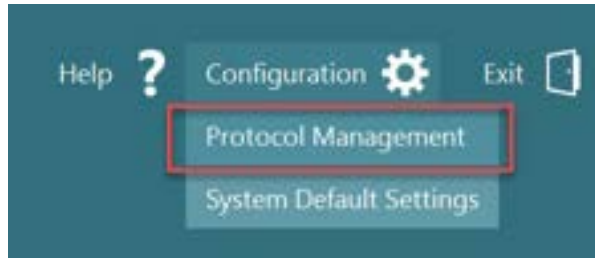 Help ? Configuration Exit
Protocol Management
System Default Settings